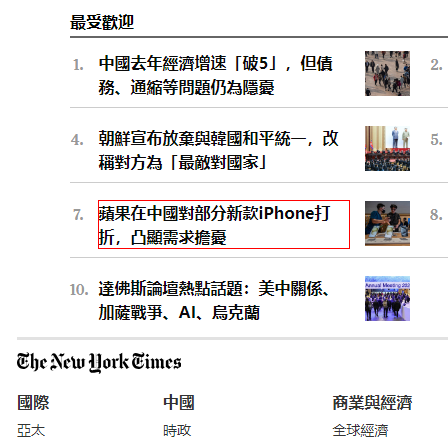 最受歡迎
1. 中國去年經濟增速「破5」，但債
務、通縮等問題仍為隱憂
2.
4. 朝鮮宣布放棄與韓國和平統一，改
稱對方為「最敵對國家」
5.
7. 蘋果在中國對部分新款iPhone打
折，凸顯需求擔憂
8.
10. 達佛斯論壇熱點話題：美中關係、
加薩戰爭、AI、烏克蘭
The New York Times
國際 中國 商業與經濟
亞太 時政 全球經濟